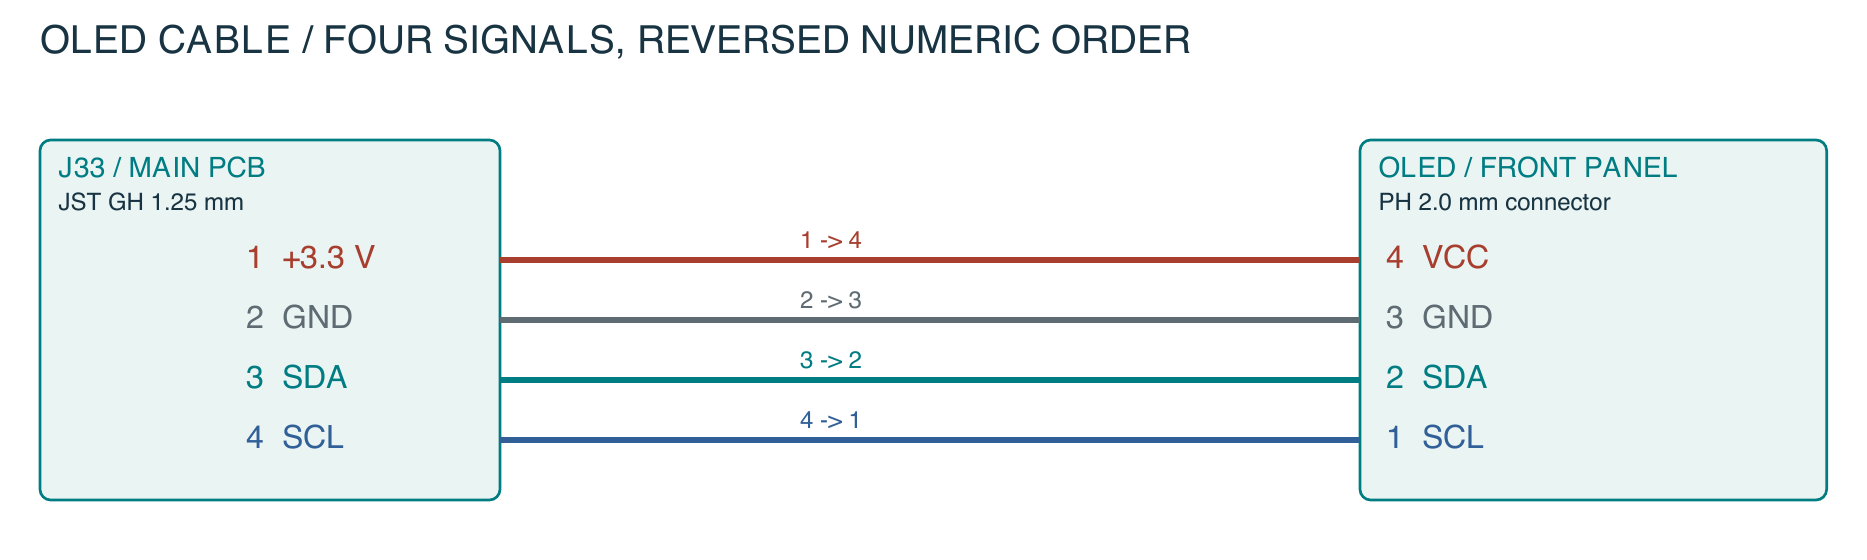 OLED CABLE / FOUR SIGNALS, REVERSED NUMERIC ORDER
J33 / MAIN PCB
JST GH 1.25 mm
1 +3.3 V
2 GND
3 SDA
4 SCL
1 -> 4
2 -> 3
3 -> 2
4 -> 1
OLED / FRONT PANEL
PH 2.0 mm connector
4 VCC
3 GND
2 SDA
1 SCL